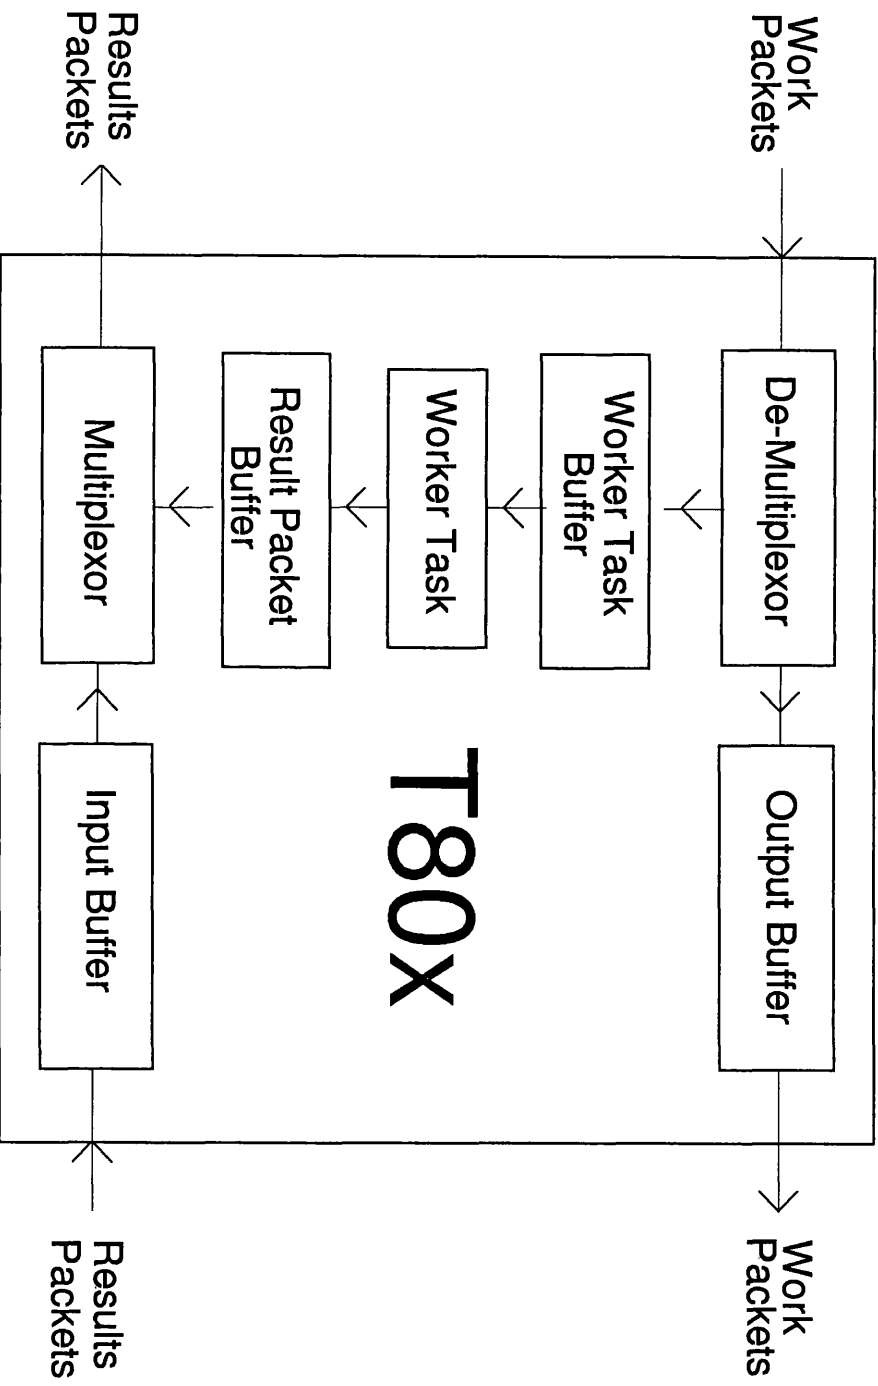 Work
Packets
De-Multiplexor
Output Buffer
Work
Packets
Worker Task
Buffer
Worker Task
T80x
Result Packet
Buffer
Results
Packets
Multiplexor
Input Buffer
Results
Packets